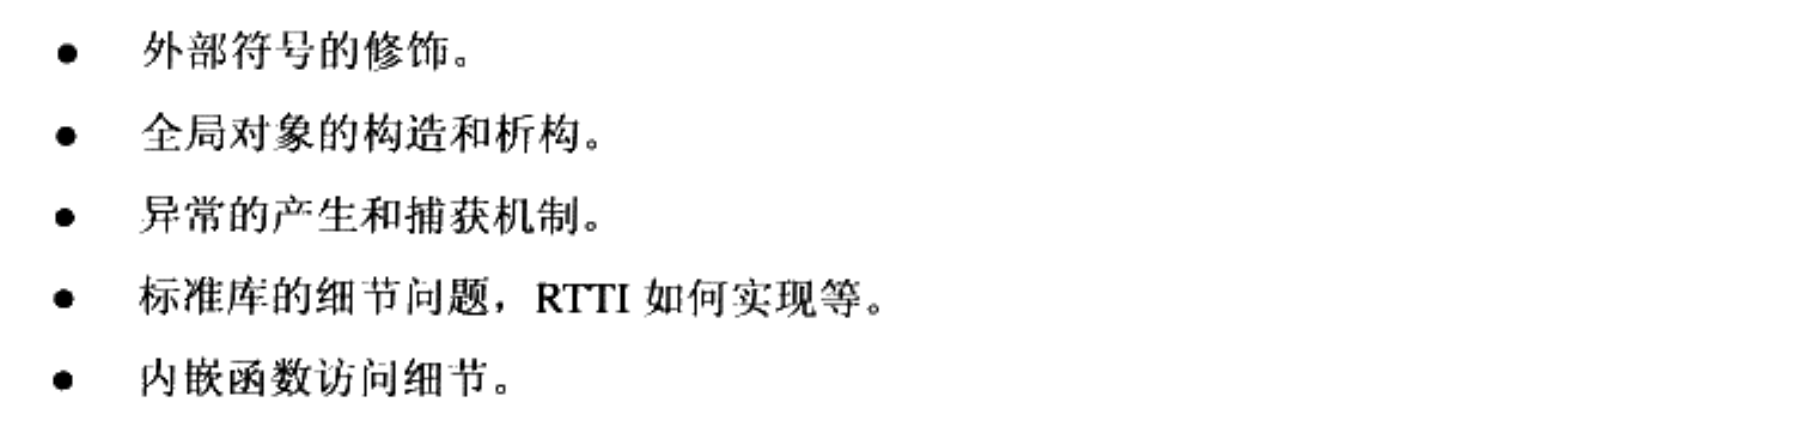 ● 外部符号的修饰。
● 全局对象的构造和析构。
● 异常的产生和捕获机制。
● 标准库的细节问题，RTTI 如何实现等。
● 内嵌函数访问细节。